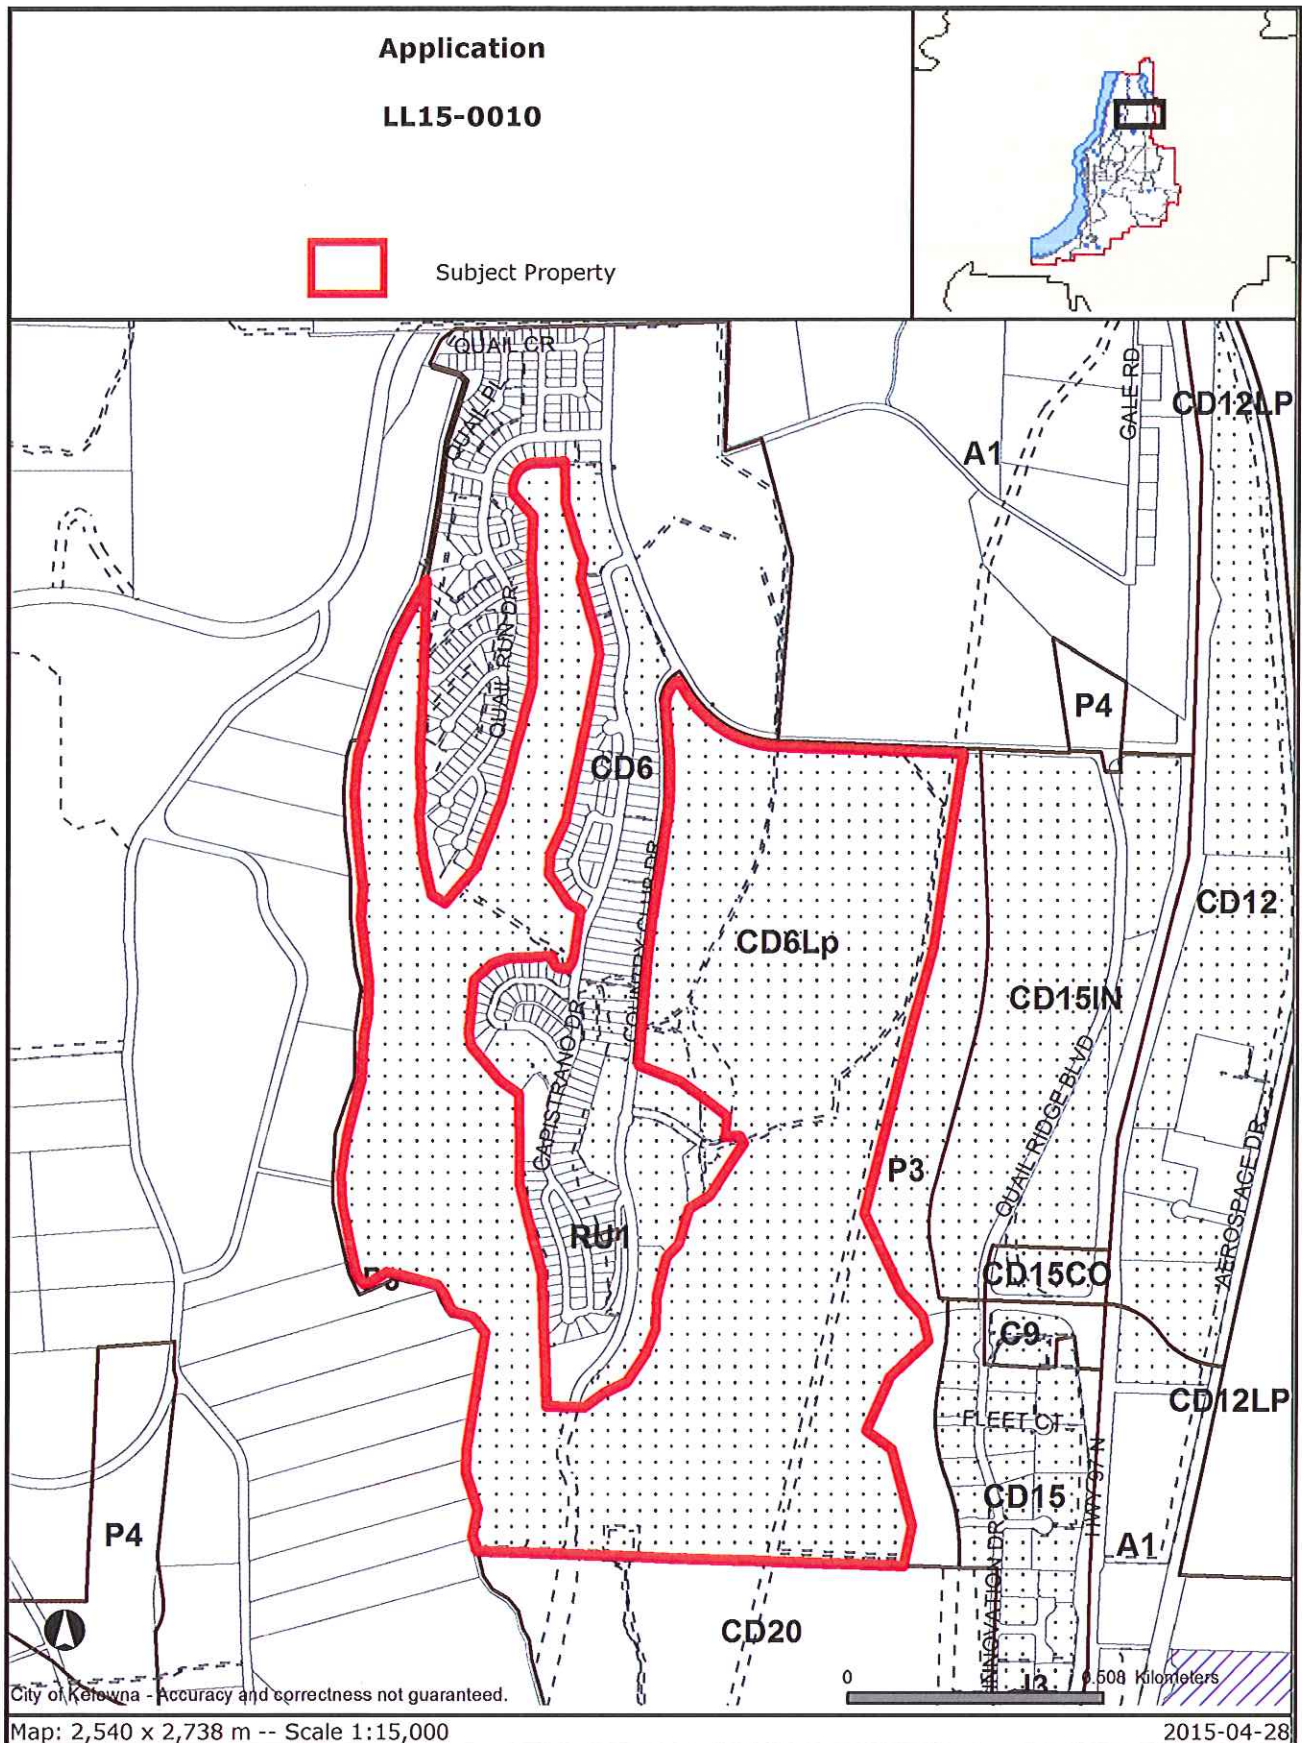 Application
LL15-0010
Subject Property
QUAIL CR
QUAIL PL
GALE RD
CD12LP
A1
QUAIL RUN DR
P4
CD6
COUNTRY CLUB DR
CD12
CD6Lp
CD15IN
CAPISTRANO DR
QUAIL RIDGE BLVD
AEROSPACE DR
P3
RU1
CD15CO
C9
CD12LP
FLEET CT
HWY 97 N
CD15
P4
A1
INNOVATION DR
CD20
0
0.508 Kilometers
I3
City of Kelowna - Accuracy and correctness not guaranteed.
Map: 2,540 x 2,738 m -- Scale 1:15,000
2015-04-28